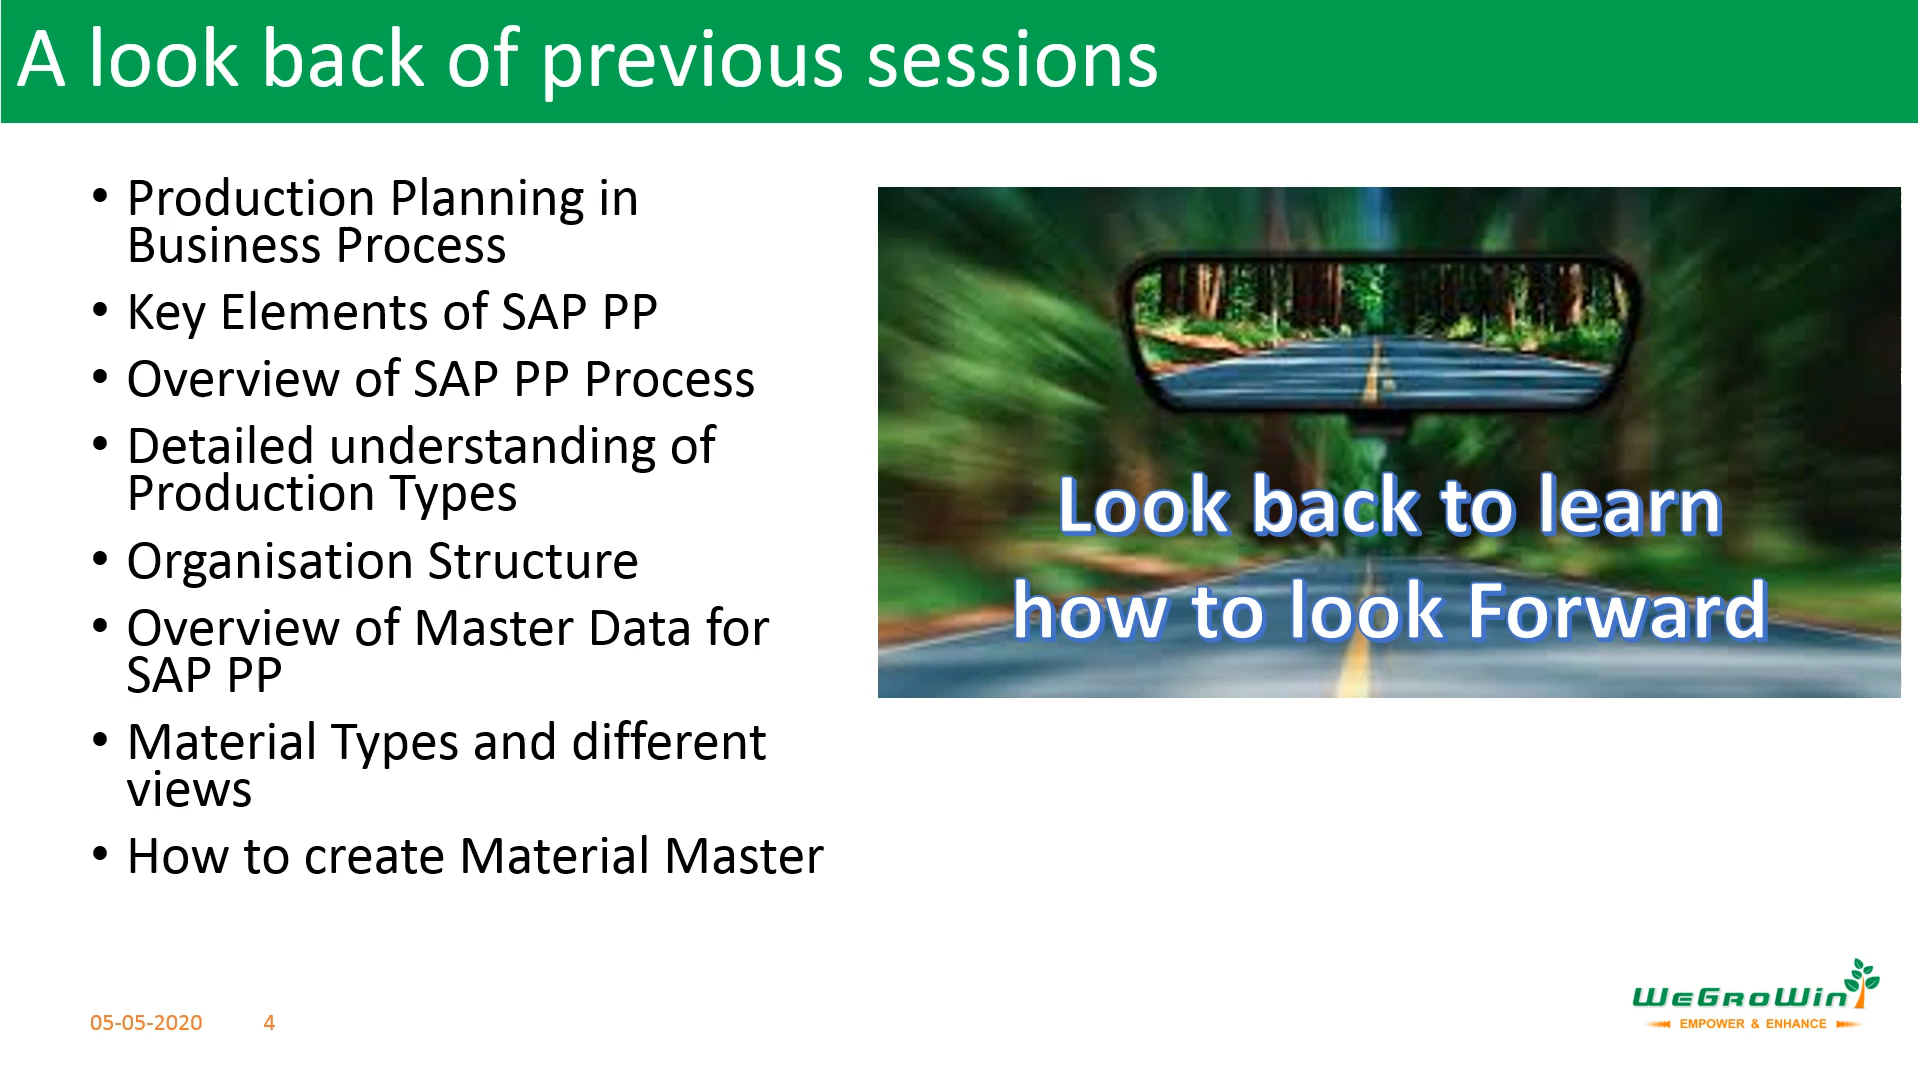 A look back of previous sessions
• Production Planning in
Business Process
• Key Elements of SAP PP
• Overview of SAP PP Process
• Detailed understanding of
Production Types
• Organisation Structure
• Overview of Master Data for
SAP PP
• Material Types and different
views
• How to create Material Master
Look back to learn
how to look Forward
05-05-2020 4
WeGroWin
EMPOWER & ENHANCE